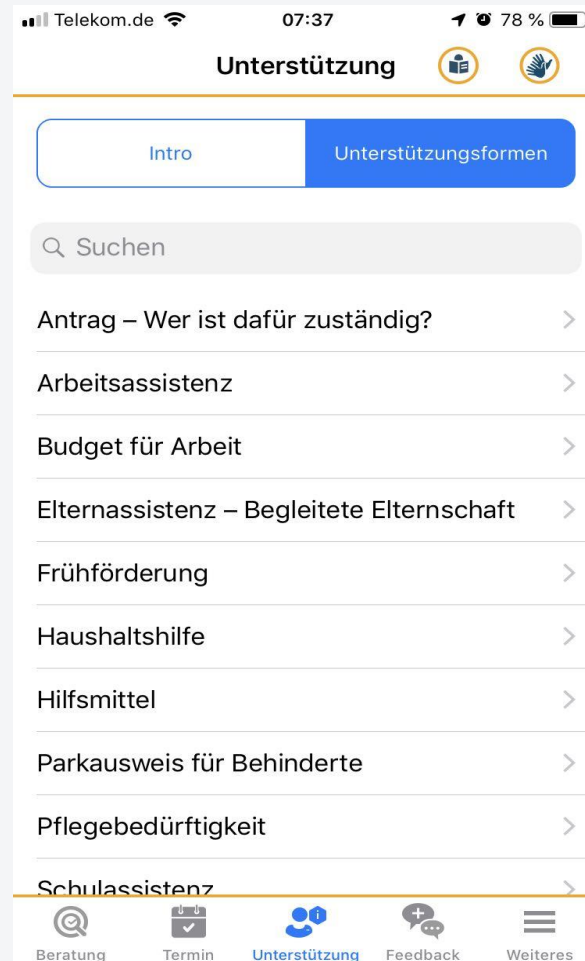 Telekom.de 07:37 78 %
Unterstützung
Intro Unterstützungsformen
Suchen
Antrag – Wer ist dafür zuständig?
Arbeitsassistenz
Budget für Arbeit
Elternassistenz – Begleitete Elternschaft
Frühförderung
Haushaltshilfe
Hilfsmittel
Parkausweis für Behinderte
Pflegebedürftigkeit
Schulassistenz
Beratung Termin Unterstützung Feedback Weiteres